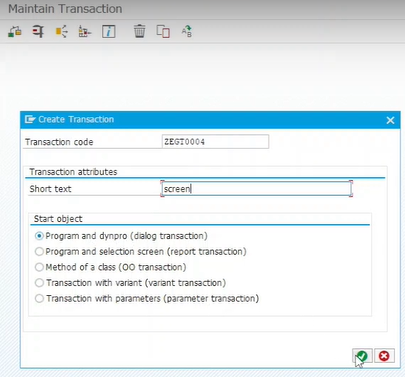 Maintain Transaction
Create Transaction
Transaction code ZEGT0004
Transaction attributes
Short text screen
Start object
Program and dynpro (dialog transaction)
Program and selection screen (report transaction)
Method of a class (OO transaction)
Transaction with variant (variant transaction)
Transaction with parameters (parameter transaction)